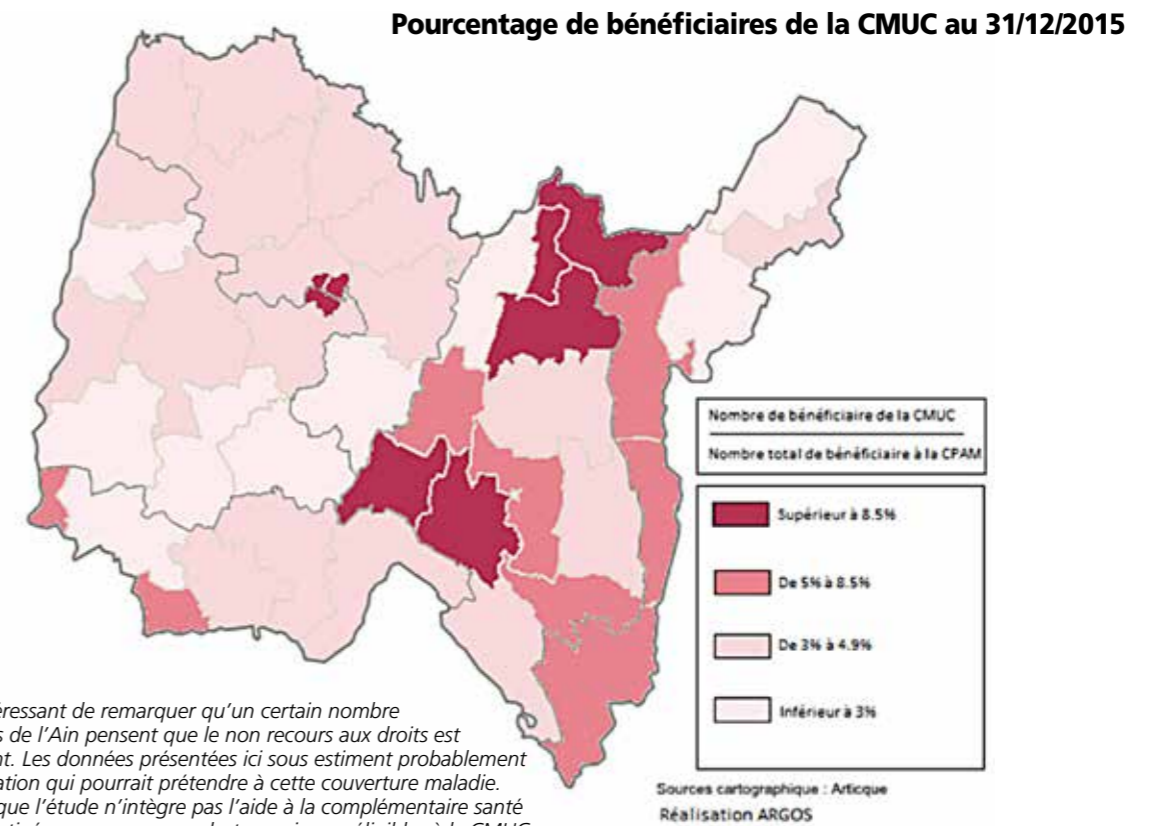 Pourcentage de bénéficiaires de la CMUC au 31/12/2015
Nombre de bénéficiaire de la CMUC
Nombre total de bénéficiaire à la CPAM
Supérieur à 8.5%
De 5% à 8.5%
De 3% à 4.9%
Inférieur à 3%
éressant de remarquer qu'un certain nombre
s de l'Ain pensent que le non recours aux droits est
nt. Les données présentées ici sous estiment probablement
ation qui pourrait prétendre à cette couverture maladie.
que l'étude n'intègre pas l'aide à la complémentaire santé
Sources cartographique : Articque
Réalisation ARGOS